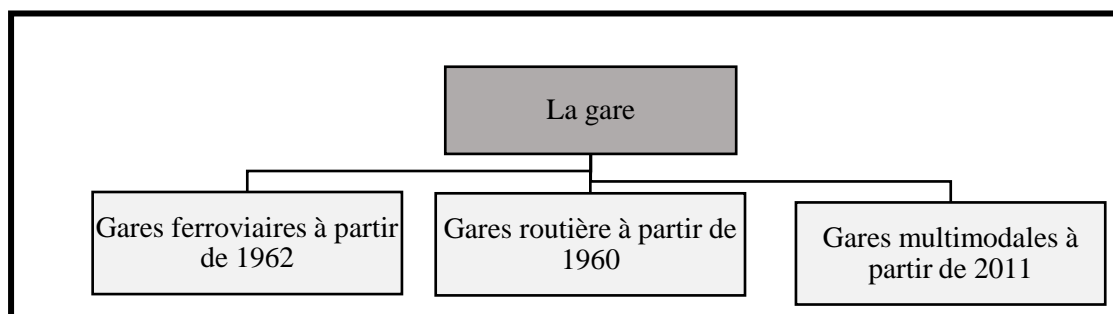 La gare
Gares ferroviaires à partir
de 1962
Gares routière à partir de
1960
Gares multimodales à
partir de 2011